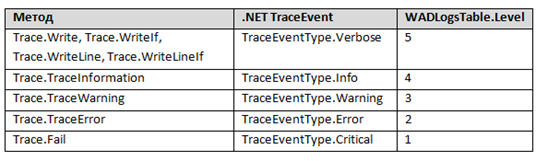 Метод .NET TraceEvent WADLogsTable.Level
Trace.Write, Trace.WriteIf, TraceEventType.Verbose 5
Trace.WriteLine, Trace.WriteLineIf
Trace.TraceInformation TraceEventType.Info 4
Trace.TraceWarning TraceEventType.Warning 3
Trace.TraceError TraceEventType.Error 2
Trace.Fail TraceEventType.Critical 1